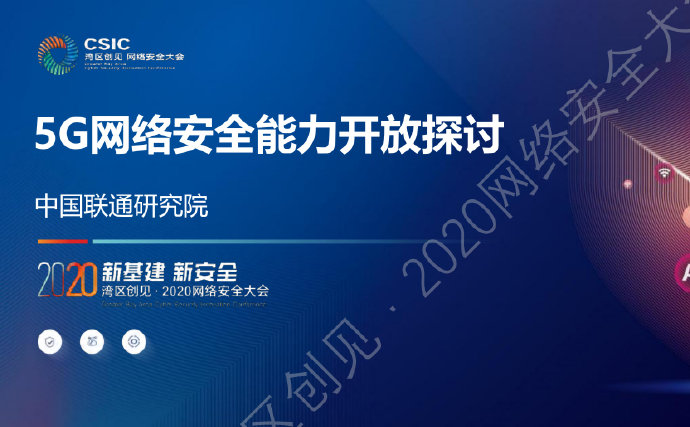 CSIC
湾区创见 网络安全大会
5G网络安全能力开放探讨
中国联通研究院
2020 新基建 新安全
湾区创见 · 2020网络安全大会
区创见 · 2020网络安全大